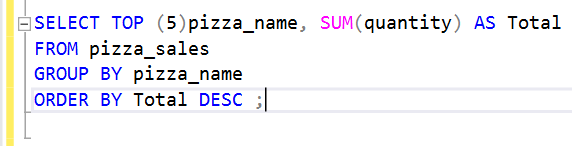 SELECT TOP (5)pizza_name, SUM(quantity) AS Total
FROM pizza_sales
GROUP BY pizza_name
ORDER BY Total DESC ;